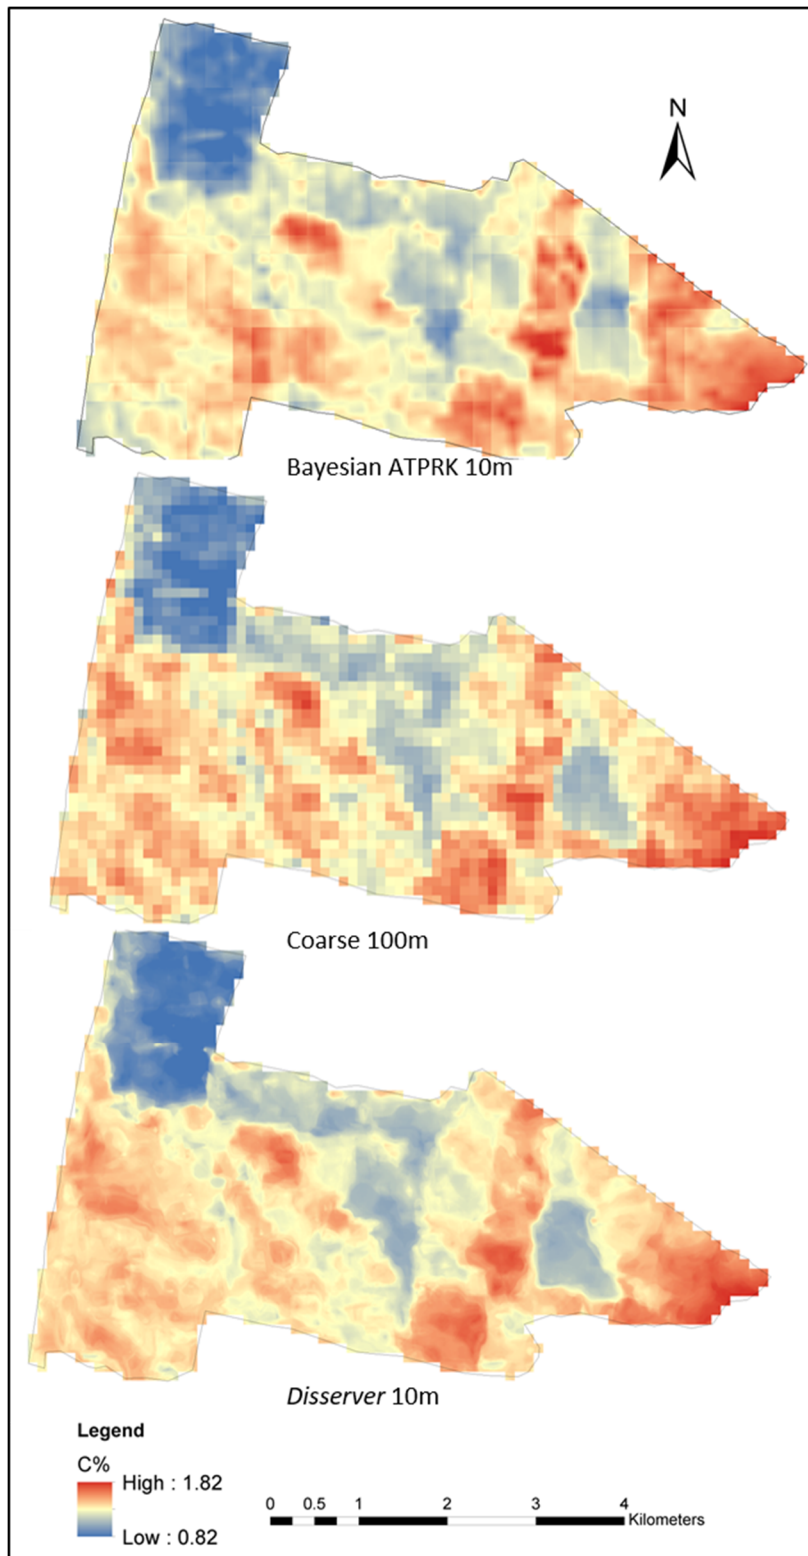 N
Bayesian ATPRK 10m
Coarse 100m
Disserver 10m
Legend
C%
High : 1.82
Low : 0.82
0 0.5 1 2 3 4
Kilometers